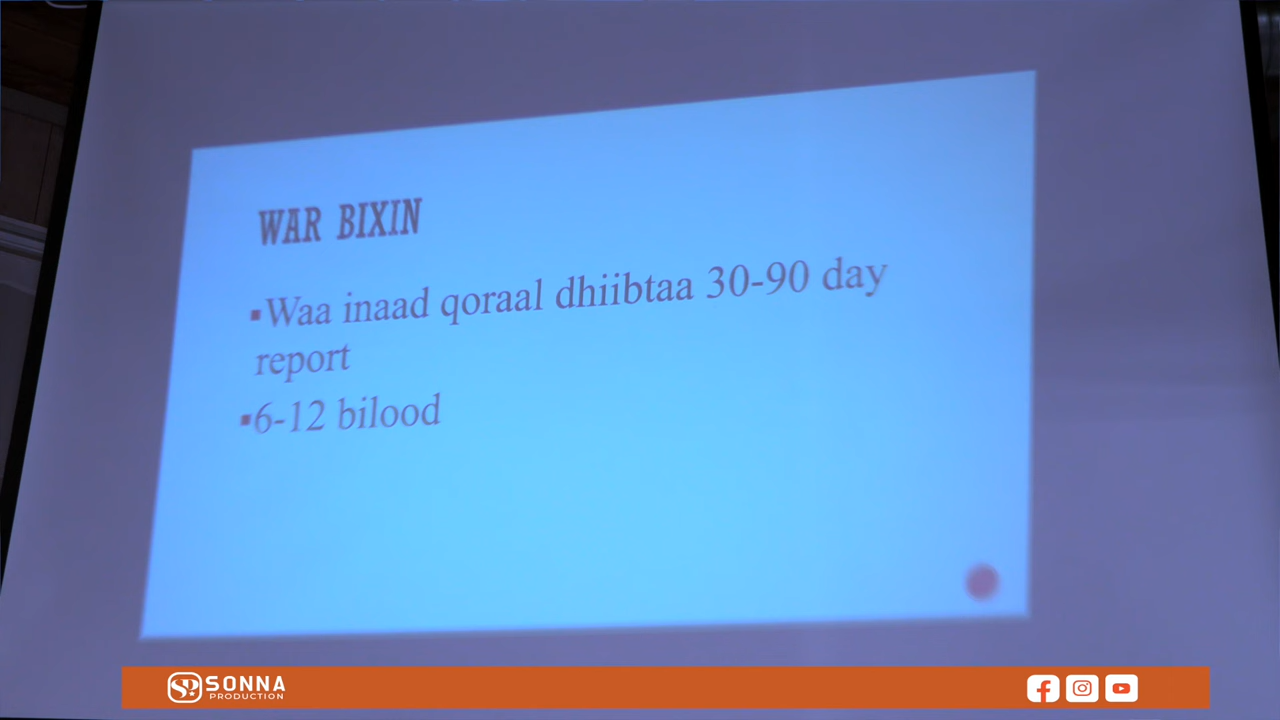 WAR BIXIN
▪Waa inaad qoraal dhiibtaa 30-90 day
report
▪6-12 bilood
SONNA
PRODUCTION